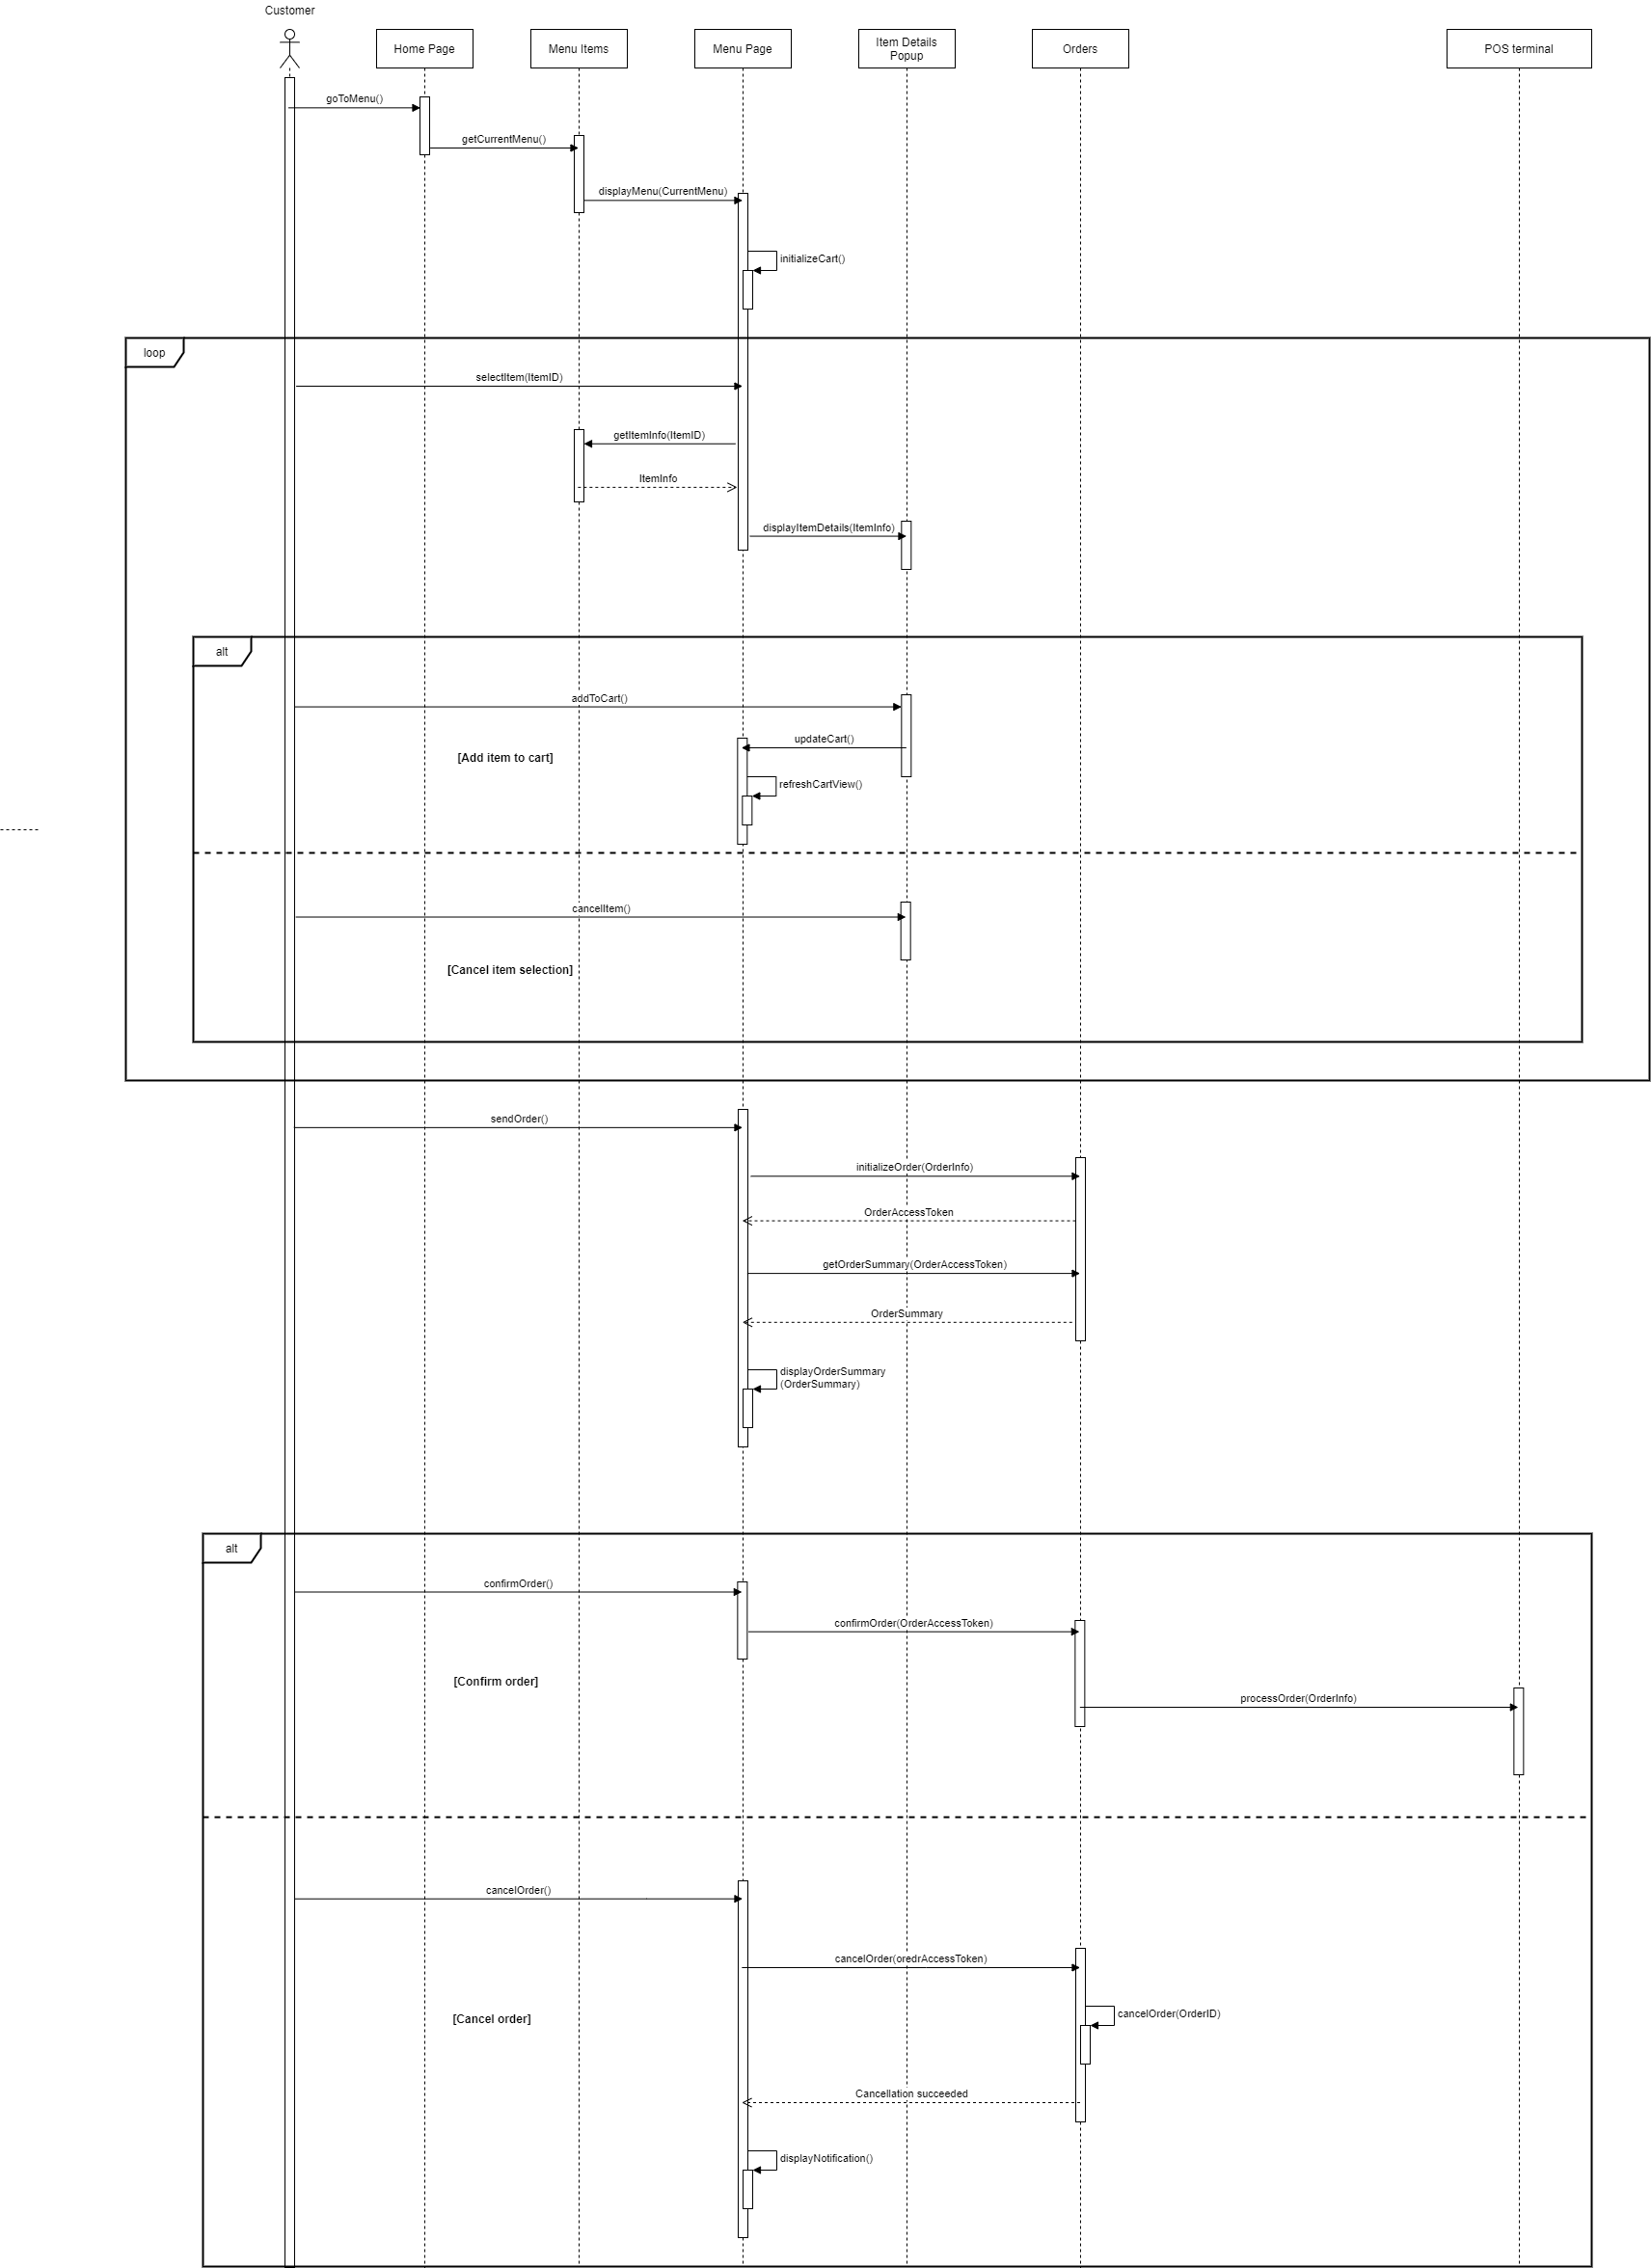 Customer
Home Page
Menu Items
Menu Page
Item Details
Popup
Orders
POS terminal
goToMenu()
getCurrentMenu()
displayMenu(CurrentMenu)
initializeCart()
loop
selectItem(ItemID)
getItemInfo(ItemID)
ItemInfo
displayItemDetails(ItemInfo)
alt
addToCart()
updateCart()
[Add item to cart]
refreshCartView()
cancelItem()
[Cancel item selection]
sendOrder()
initializeOrder(OrderInfo)
OrderAccessToken
getOrderSummary(OrderAccessToken)
OrderSummary
displayOrderSummary
(OrderSummary)
alt
confirmOrder()
confirmOrder(OrderAccessToken)
[Confirm order]
processOrder(OrderInfo)
cancelOrder()
cancelOrder(oredrAccessToken)
cancelOrder(OrderID)
[Cancel order]
Cancellation succeeded
displayNotification()